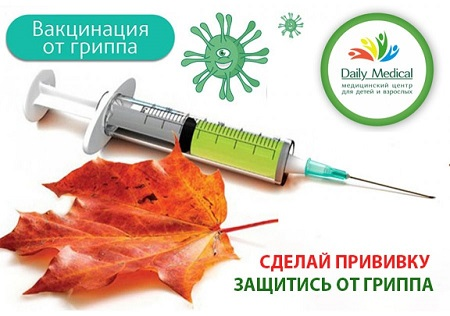 Вакцинация
от гриппа
Daily Medical
медицинский центр
для детей и взрослых
СДЕЛАЙ ПРИВИВКУ
ЗАЩИТИСЬ ОТ ГРИППА